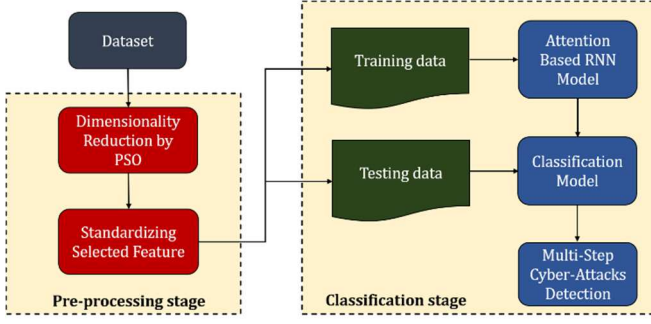 Dataset
Dimensionality
Reduction by
PSO
Standardizing
Selected Feature
Pre-processing stage
Training data
Testing data
Attention
Based RNN
Model
Classification
Model
Multi-Step
Cyber-Attacks
Detection
Classification stage